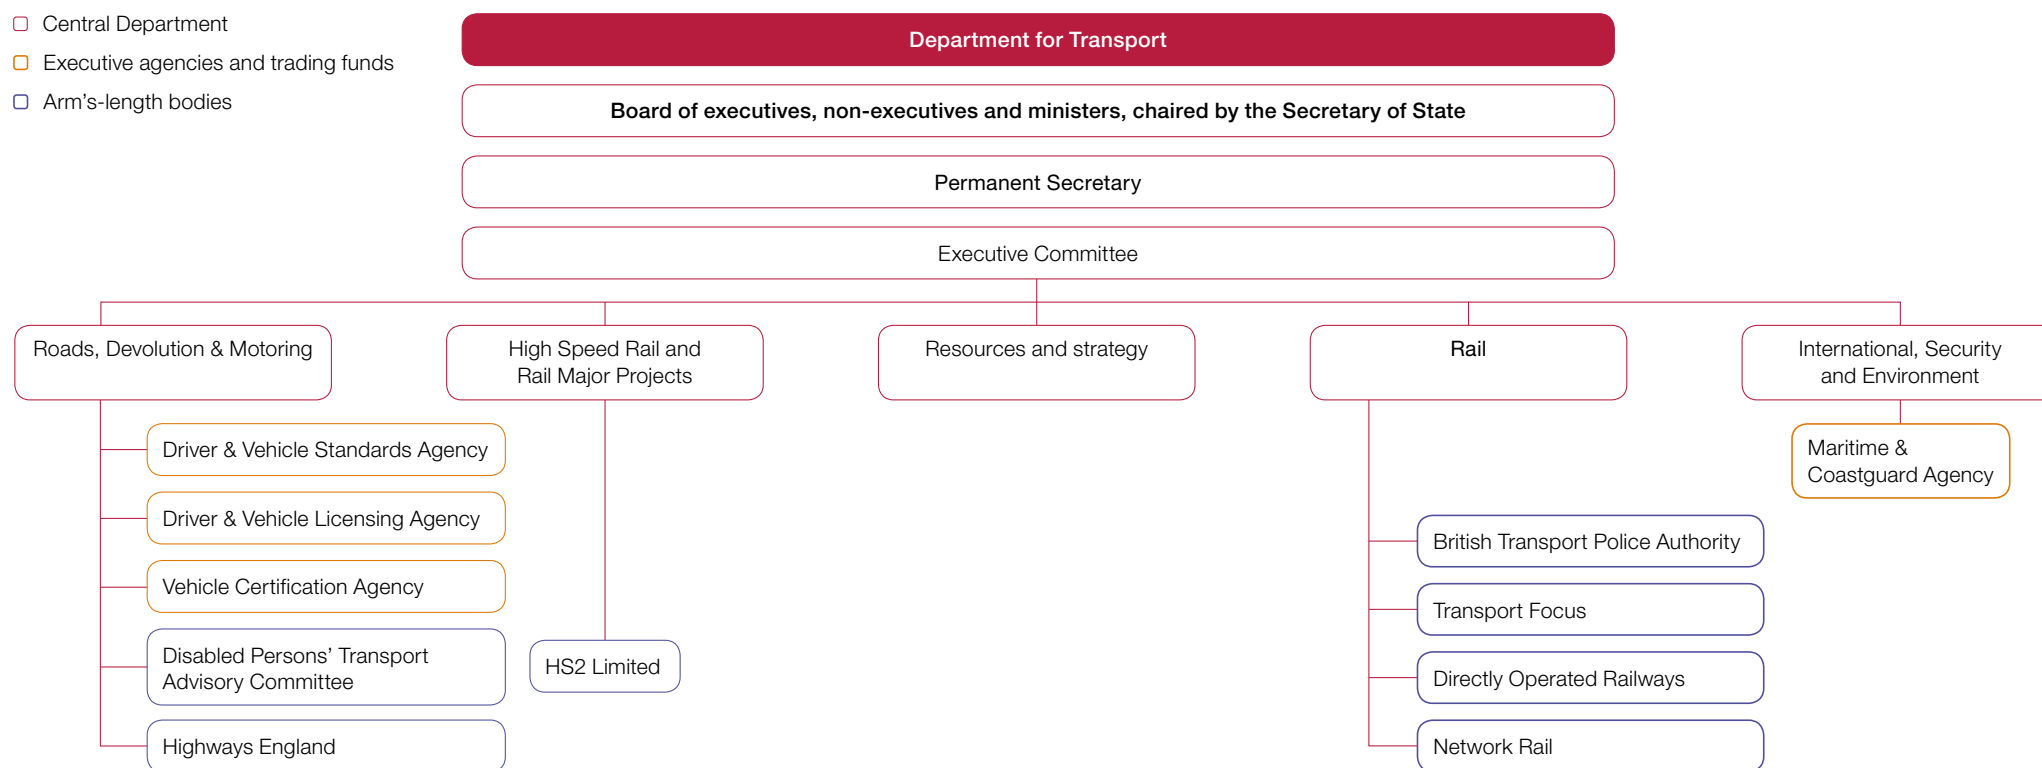 Central Department
Executive agencies and trading funds
Arm’s-length bodies
Department for Transport
Board of executives, non-executives and ministers, chaired by the Secretary of State
Permanent Secretary
Executive Committee
Roads, Devolution & Motoring
High Speed Rail and
Rail Major Projects
Resources and strategy
Rail
International, Security
and Environment
Driver & Vehicle Standards Agency
Driver & Vehicle Licensing Agency
Vehicle Certification Agency
Disabled Persons’ Transport
Advisory Committee
Highways England
HS2 Limited
British Transport Police Authority
Transport Focus
Directly Operated Railways
Network Rail
Maritime &
Coastguard Agency